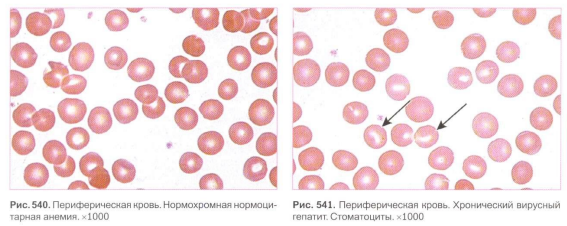 Рис. 540. Периферическая кровь. Нормохромная нормоци-
тарная анемия. ×1000
Рис. 541. Периферическая кровь. Хронический вирусный
гепатит. Стоматоциты. ×1000